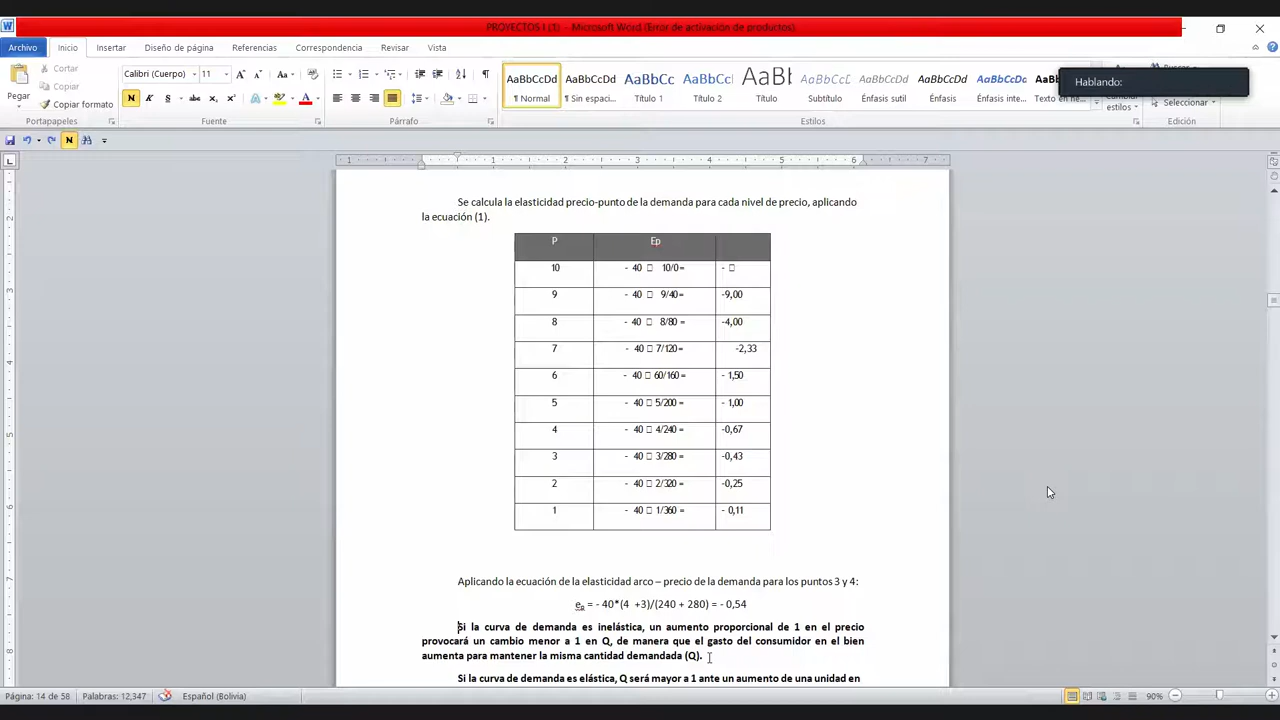 PROYECTOS I (1) - Microsoft Word (Error de activación de productos)
Archivo Inicio Insertar Diseño de página Referencias Correspondencia Revisar Vista
Pegar
Cortar
Copiar
Copiar formato
Calibri (Cuerpo) 11
AaBbCcDd AaBbCcDd AaBbCc AaBbCc AaBb AaBbCcDd AaBbCcDd AaBbCcDd AaBbCcDd
¶ Normal ¶ Sin espaci... Título 1 Título 2 Título Subtítulo Énfasis sutil Énfasis Énfasis inte...
Hablando:
Seleccionar
Portapapeles Fuente Párrafo Estilos Edición
Se calcula la elasticidad precio-punto de la demanda para cada nivel de precio, aplicando
la ecuación (1).
P Ep
10 - 40 □ 10/0= - □
9 - 40 □ 9/40= -9,00
8 - 40 □ 8/80 = -4,00
7 - 40 □ 7/120= -2,33
6 - 40 □ 60/160= - 1,50
5 - 40 □ 5/200 = - 1,00
4 - 40 □ 4/240= -0,67
3 - 40 □ 3/280 = -0,43
2 - 40 □ 2/320 = -0,25
1 - 40 □ 1/360 = - 0,11
Aplicando la ecuación de la elasticidad arco – precio de la demanda para los puntos 3 y 4:
ep = - 40*(4 +3)/(240 + 280) = - 0,54
Si la curva de demanda es inelástica, un aumento proporcional de 1 en el precio
provocará un cambio menor a 1 en Q, de manera que el gasto del consumidor en el bien
aumenta para mantener la misma cantidad demandada (Q).
Si la curva de demanda es elástica, Q será mayor a 1 ante un aumento de una unidad en
Página: 14 de 58 Palabras: 12,347 Español (Bolivia) 90%